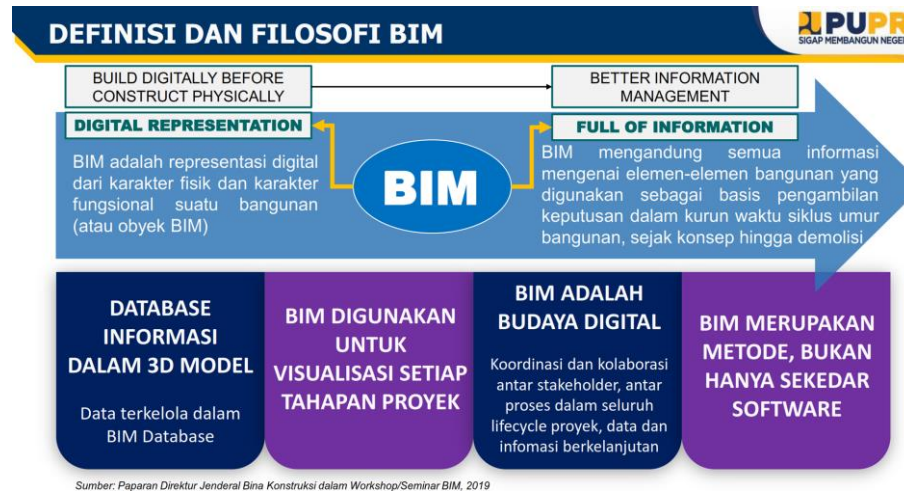 DEFINISI DAN FILOSOFI BIM
PUPR
SIGAP MEMBANGUN NEGERI
BUILD DIGITALLY BEFORE
CONSTRUCT PHYSICALLY
BETTER INFORMATION
MANAGEMENT
DIGITAL REPRESENTATION
FULL OF INFORMATION
BIM adalah representasi digital
dari karakter fisik dan karakter
fungsional suatu bangunan
(atau obyek BIM)
BIM
BIM mengandung semua informasi
mengenai elemen-elemen bangunan yang
digunakan sebagai basis pengambilan
keputusan dalam kurun waktu siklus umur
bangunan, sejak konsep hingga demolisi
DATABASE
INFORMASI
DALAM 3D MODEL
Data terkelola dalam
BIM Database
BIM DIGUNAKAN
UNTUK
VISUALISASI SETIAP
TAHAPAN PROYEK
BIM ADALAH
BUDAYA DIGITAL
Koordinasi dan kolaborasi
antar stakeholder, antar
proses dalam seluruh
lifecycle proyek, data dan
infomasi berkelanjutan
BIM MERUPAKAN
METODE, BUKAN
HANYA SEKEDAR
SOFTWARE
Sumber: Paparan Direktur Jenderal Bina Konstruksi dalam Workshop/Seminar BIM, 2019